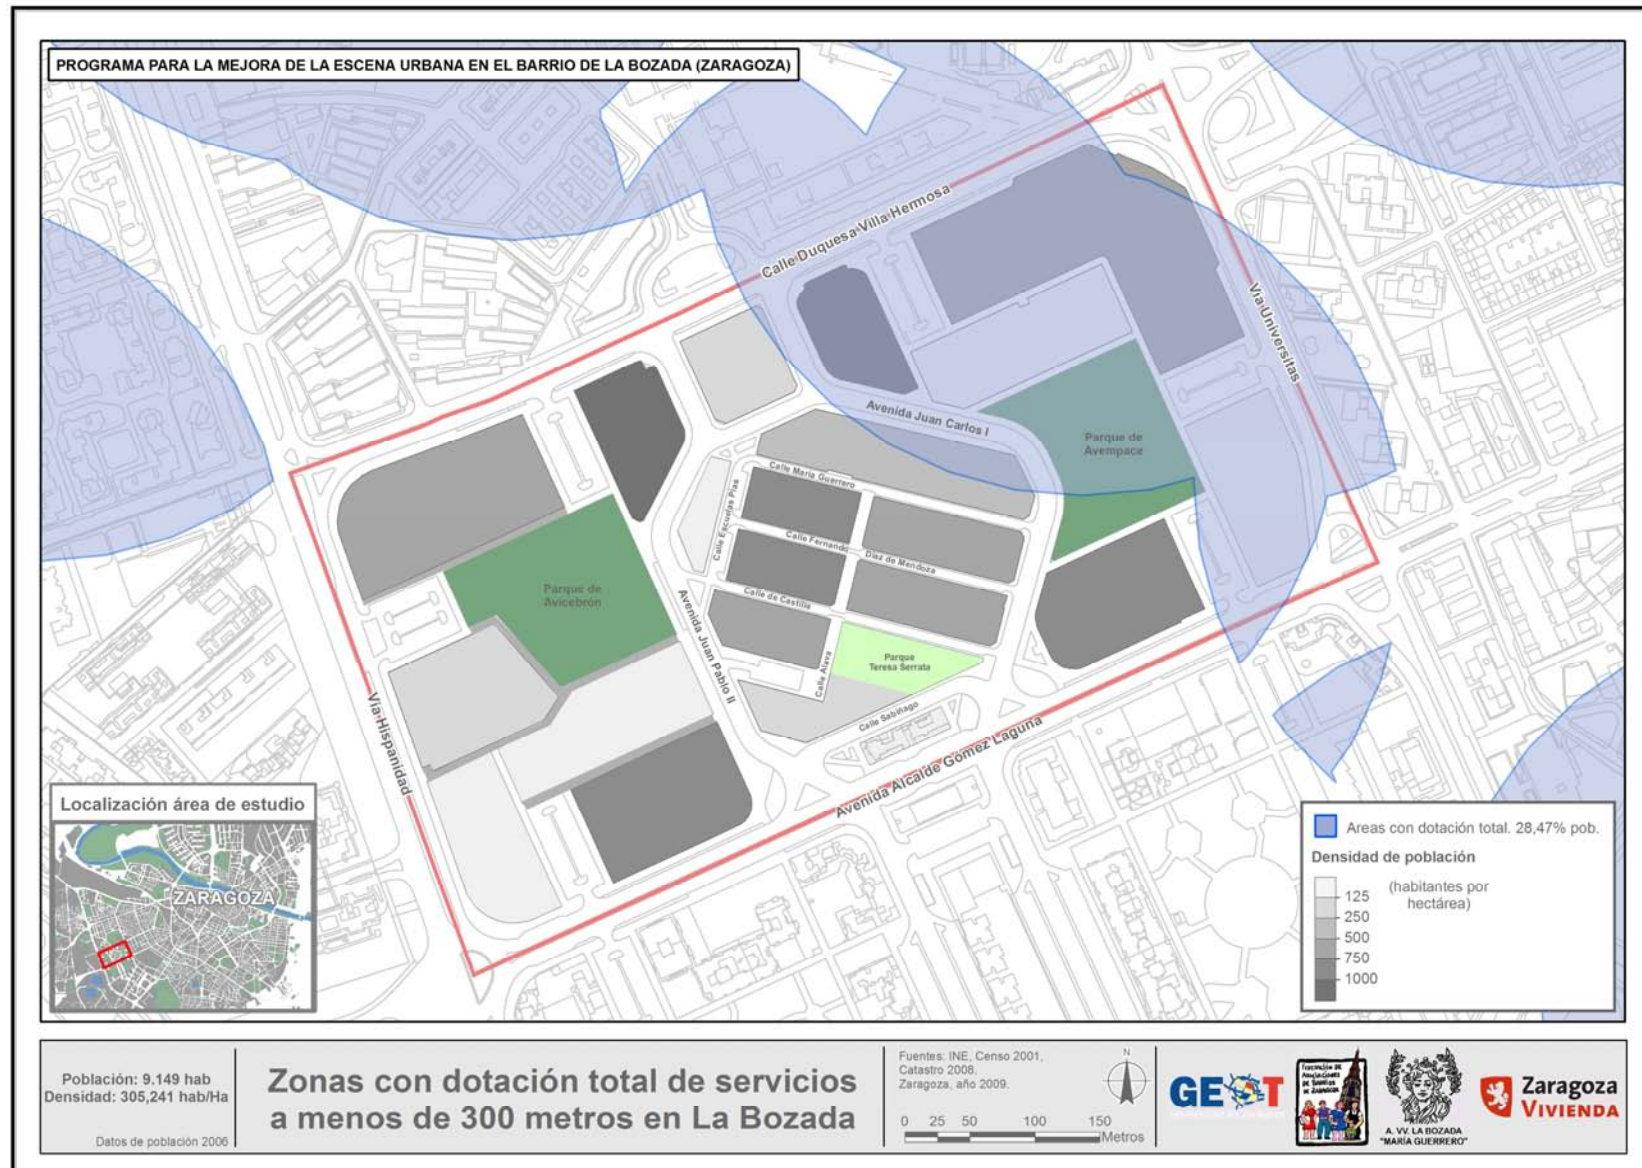 PROGRAMA PARA LA MEJORA DE LA ESCENA URBANA EN EL BARRIO DE LA BOZADA (ZARAGOZA)
Calle Duquesa Villa Hermosa
Vía Universitas
Avenida Juan Carlos I
Parque de
Avempace
Calle María Guerrero
Calle Escuelas Pías
Calle Fernando
Díaz de Mendoza
Calle de Castilla
Parque de
Avicebrón
Avenida Juan Pablo II
Parque
Teresa Serrata
Calle Alava
Calle Sabiñago
Vía Hispanidad
Avenida Alcalde Gómez Laguna
Localización área de estudio
ZARAGOZA
Areas con dotación total. 28,47% pob.
Densidad de población
(habitantes por
hectárea)
125
250
500
750
1000
Población: 9.149 hab
Densidad: 305,241 hab/Ha
Datos de población 2006
Zonas con dotación total de servicios
a menos de 300 metros en La Bozada
Fuentes: INE, Censo 2001,
Catastro 2008.
Zaragoza, año 2009.
N
0 25 50 100 150
Metros
GEOT
FEDERACIÓN DE
ASOCIACIONES
DE BARRIOS
DE ZARAGOZA
A. VV. LA BOZADA
"MARÍA GUERRERO"
Zaragoza
VIVIENDA